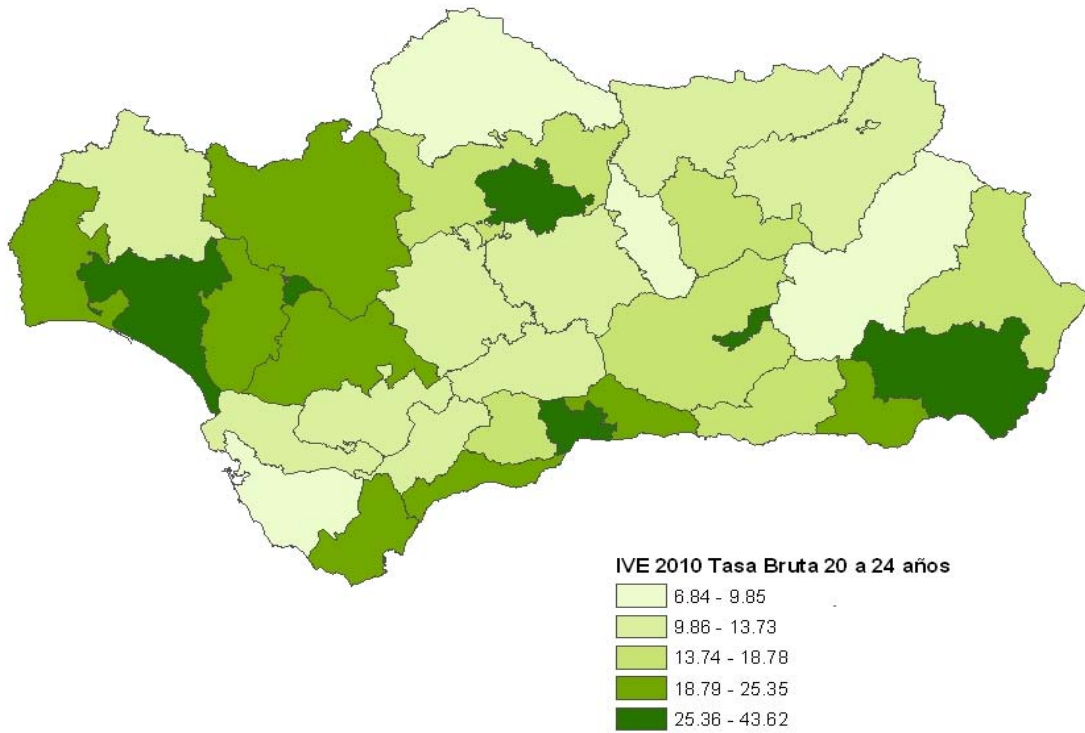 IVE 2010 Tasa Bruta 20 a 24 años
6.84 - 9.85
9.86 - 13.73
13.74 - 18.78
18.79 - 25.35
25.36 - 43.62